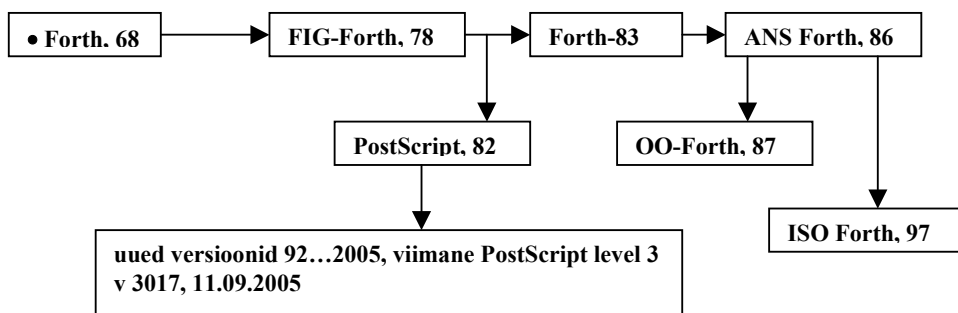 • Forth, 68
FIG-Forth, 78
Forth-83
ANS Forth, 86
PostScript, 82
OO-Forth, 87
ISO Forth, 97
uued versioonid 92…2005, viimane PostScript level 3
v 3017, 11.09.2005